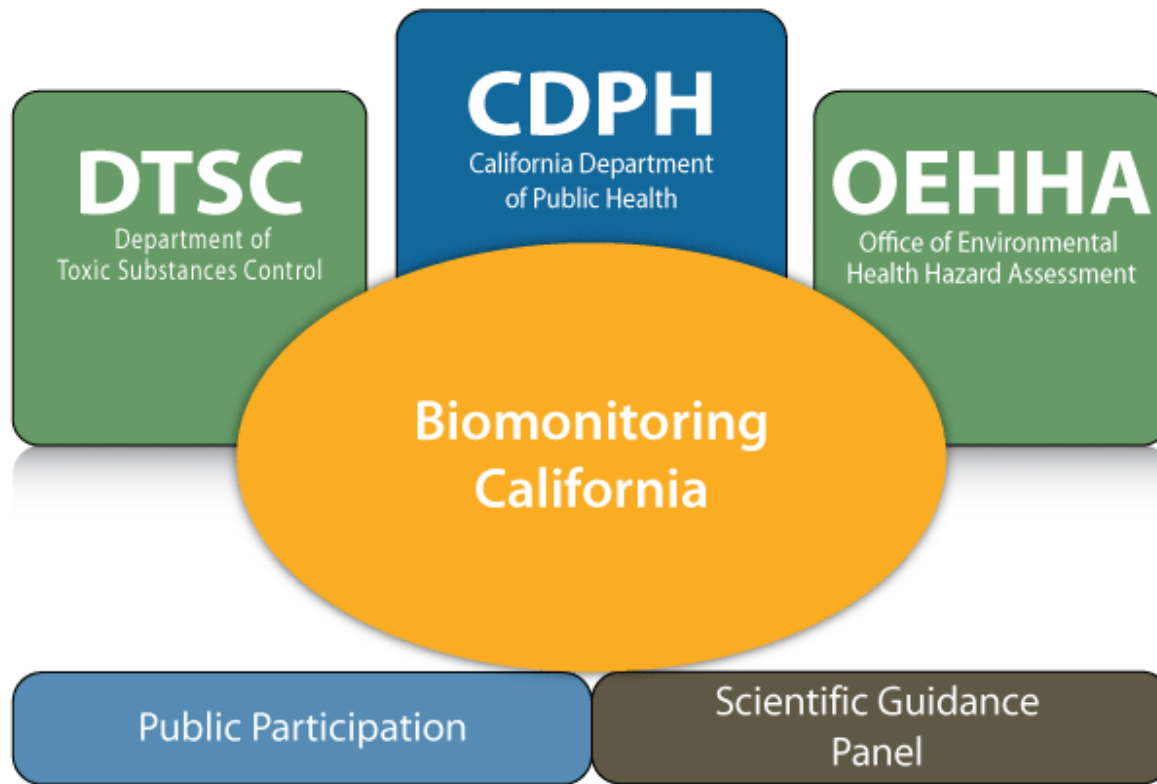 CDPH
California Department
of Public Health
DTSC
Department of
Toxic Substances Control
OEHHA
Office of Environmental
Health Hazard Assessment
Biomonitoring
California
Public Participation
Scientific Guidance
Panel